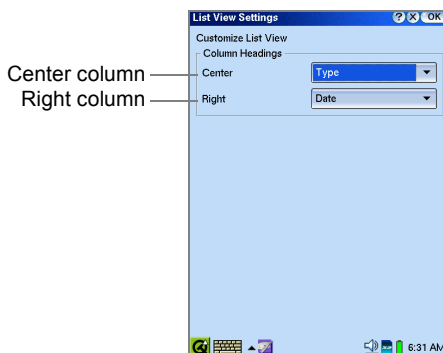 List View Settings ? X OK
Customize List View
Column Headings
Center column
Center Type
Right column
Right Date
6:31 AM